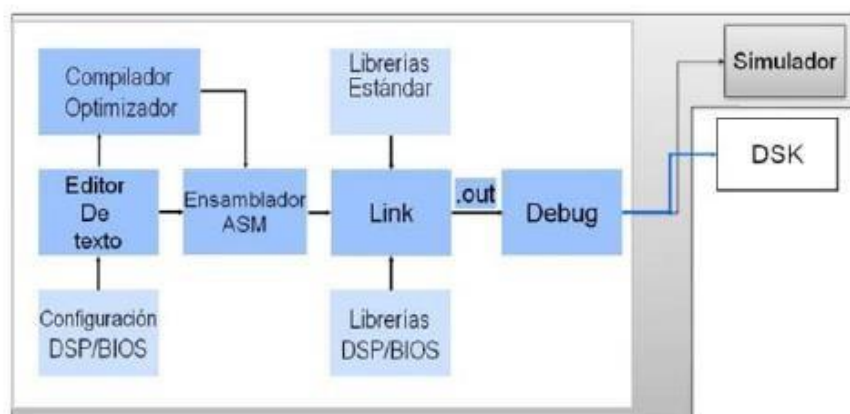 Compilador
Optimizador
Librerías
Estándar
Simulador
DSK
Editor
De
texto
Ensamblador
ASM
Link
.out
Debug
Configuración
DSP/BIOS
Librerías
DSP/BIOS